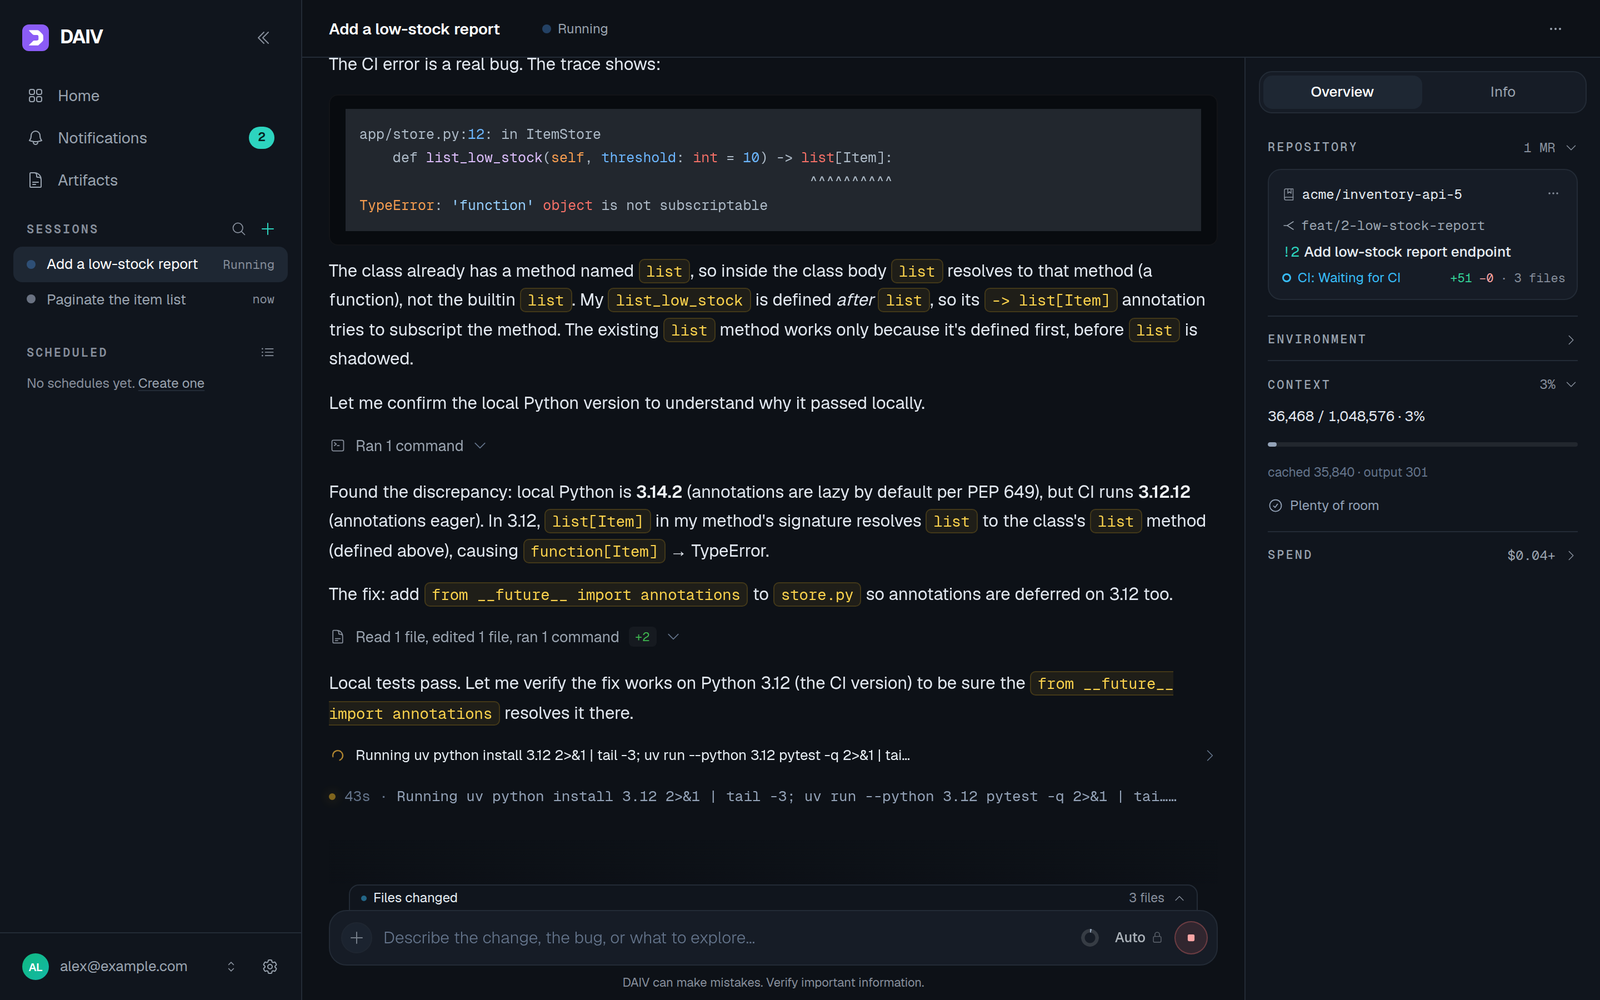 DAIV
Home
Notifications
2
Artifacts
SESSIONS
Add a low-stock report
Running
Paginate the item list
now
SCHEDULED
No schedules yet. Create one
AL
alex@example.com
Add a low-stock report
Running
The CI error is a real bug. The trace shows:
app/store.py:12: in ItemStore
def list_low_stock(self, threshold: int = 10) -> list[Item]:
^^^^^^^^^^
TypeError: 'function' object is not subscriptable
The class already has a method named list, so inside the class body list resolves to that method (a
function), not the builtin list. My list_low_stock is defined after list, so its -> list[Item] annotation
tries to subscript the method. The existing list method works only because it's defined first, before list is
shadowed.
Let me confirm the local Python version to understand why it passed locally.
Ran 1 command
Found the discrepancy: local Python is 3.14.2 (annotations are lazy by default per PEP 649), but CI runs 3.12.12
(annotations eager). In 3.12, list[Item] in my method's signature resolves list to the class's list method
(defined above), causing function[Item] → TypeError.
The fix: add from __future__ import annotations to store.py so annotations are deferred on 3.12 too.
Read 1 file, edited 1 file, ran 1 command +2
Local tests pass. Let me verify the fix works on Python 3.12 (the CI version) to be sure the from __future__
import annotations resolves it there.
Running uv python install 3.12 2>&1 | tail -3; uv run --python 3.12 pytest -q 2>&1 | tai…
43s · Running uv python install 3.12 2>&1 | tail -3; uv run --python 3.12 pytest -q 2>&1 | tai……
Files changed
3 files
Describe the change, the bug, or what to explore…
Auto
DAIV can make mistakes. Verify important information.
Overview
Info
REPOSITORY
1 MR
acme/inventory-api-5
feat/2-low-stock-report
!2 Add low-stock report endpoint
CI: Waiting for CI
+51 −0 · 3 files
ENVIRONMENT
CONTEXT
3%
36,468 / 1,048,576 · 3%
cached 35,840 · output 301
Plenty of room
SPEND
$0.04+